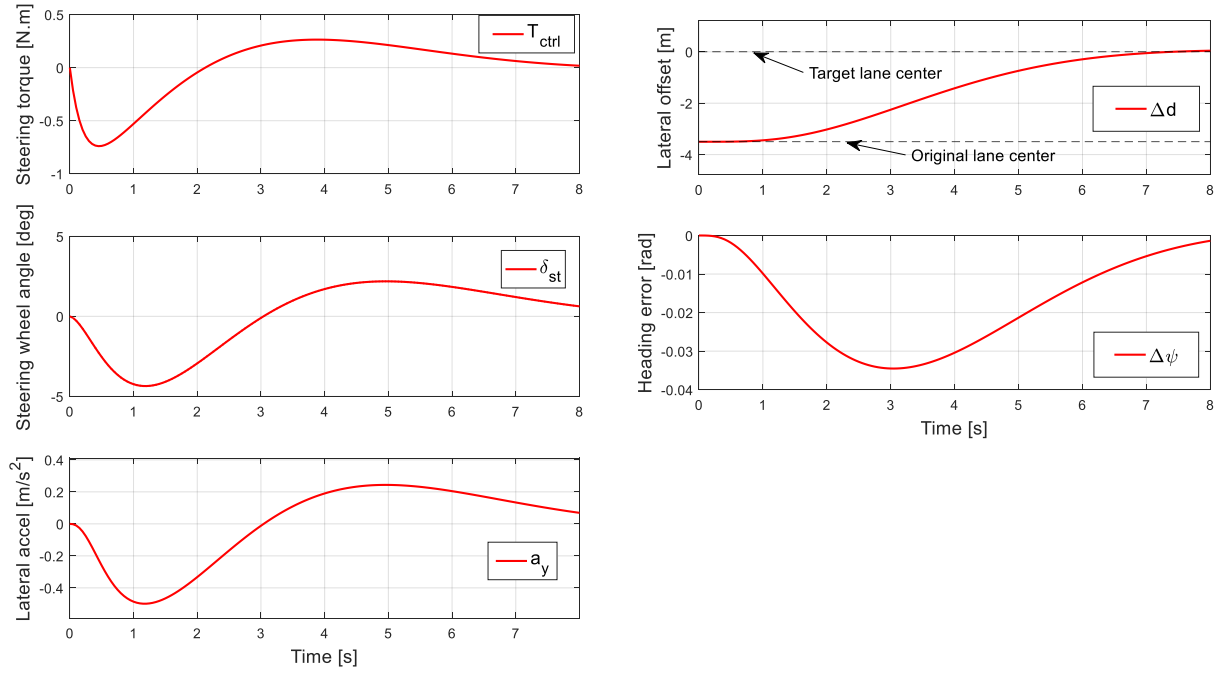 Steering torque [N.m]
0.5
0
-0.5
-1
T_ctrl
0 1 2 3 4 5 6 7 8
Steering wheel angle [deg]
5
0
-5
δ_st
0 1 2 3 4 5 6 7 8
Lateral accel [m/s²]
0.4
0.2
0
-0.2
-0.4
a_y
0 1 2 3 4 5 6 7
Time [s]
Lateral offset [m]
0
-2
-4
Target lane center
Δd
Original lane center
0 1 2 3 4 5 6 7 8
Heading error [rad]
0
-0.01
-0.02
-0.03
-0.04
Δψ
0 1 2 3 4 5 6 7 8
Time [s]